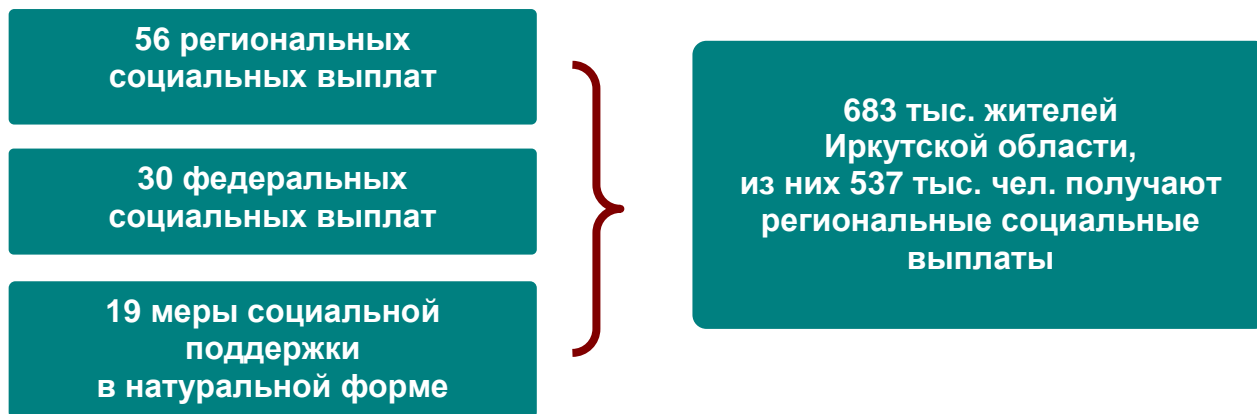 56 региональных
социальных выплат
30 федеральных
социальных выплат
19 меры социальной
поддержки
в натуральной форме
683 тыс. жителей
Иркутской области,
из них 537 тыс. чел. получают
региональные социальные
выплаты